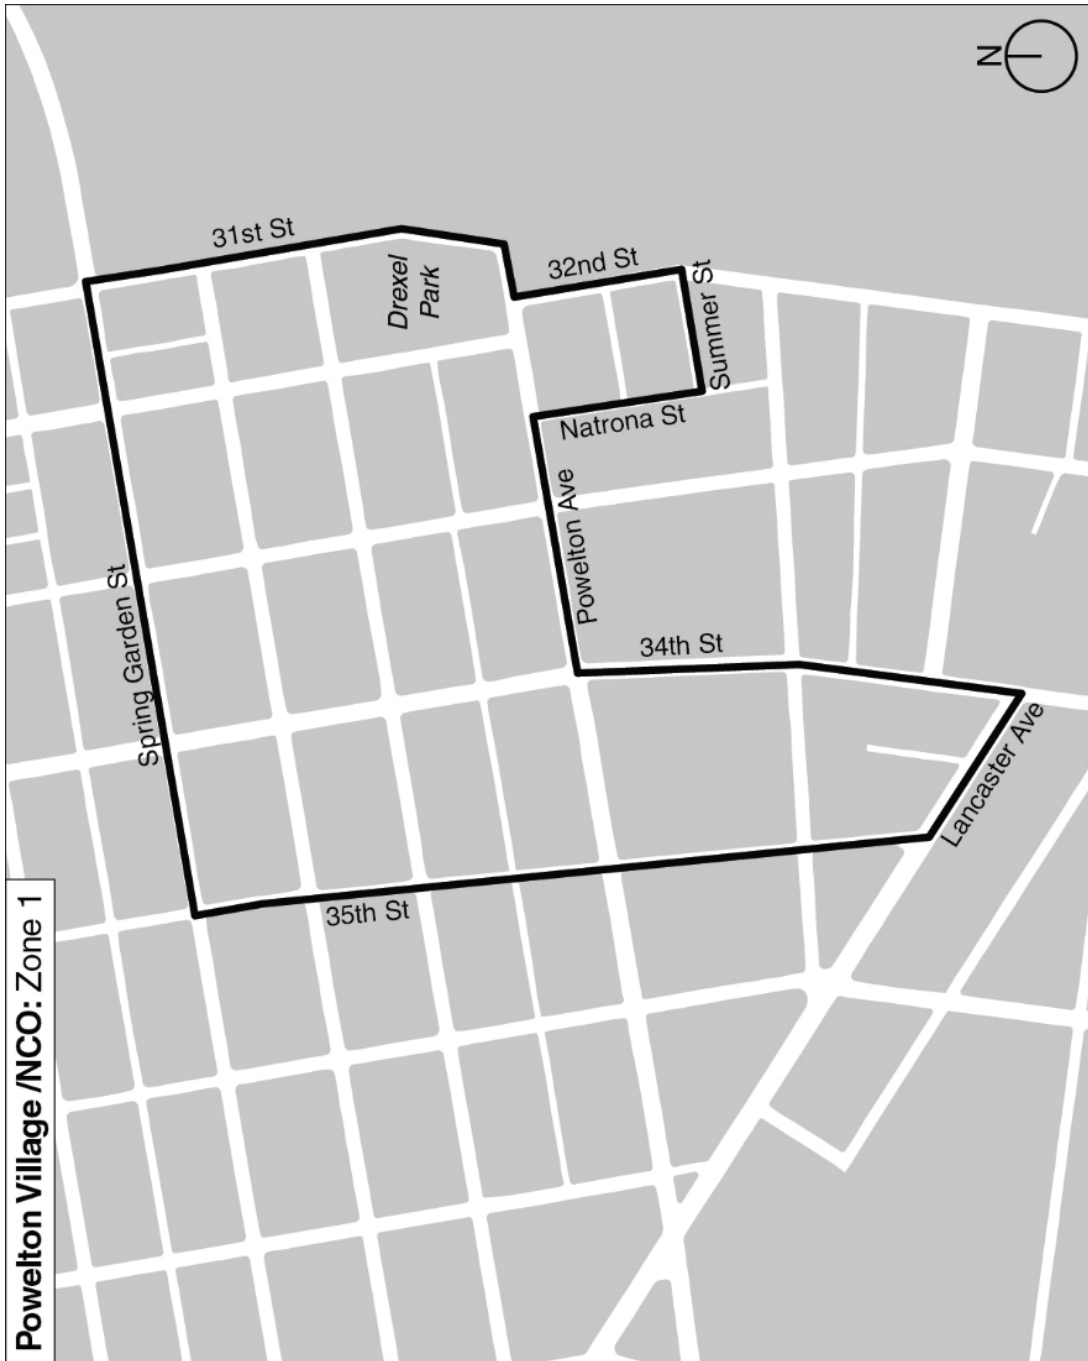 Powelton Village /NCO: Zone 1
N
31st St
Drexel
Park
32nd St
Summer St
Natrona St
Powelton Ave
34th St
Spring Garden St
Lancaster Ave
35th St